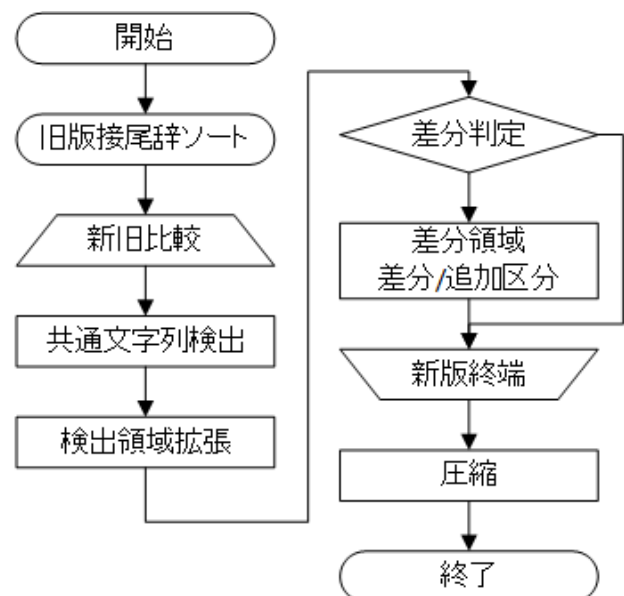 開始
旧版接尾辞ソート
新旧比較
共通文字列検出
検出領域拡張
差分判定
差分領域
差分/追加区分
新版終端
圧縮
終了